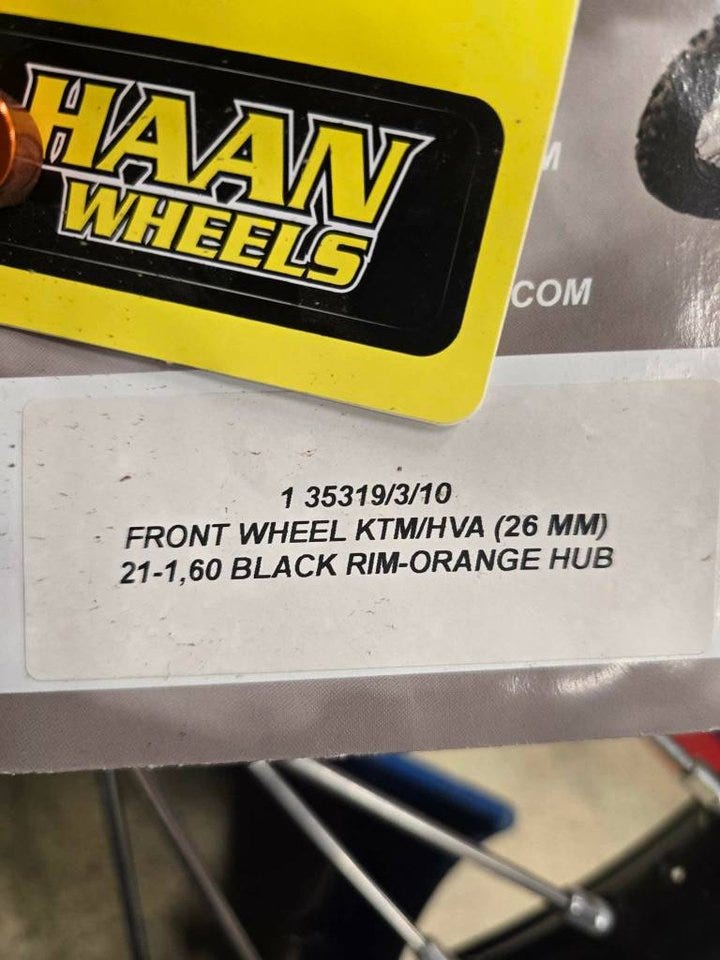 HAAN
WHEELS
M
.COM
1 35319/3/10
FRONT WHEEL KTM/HVA (26 MM)
21-1,60 BLACK RIM-ORANGE HUB